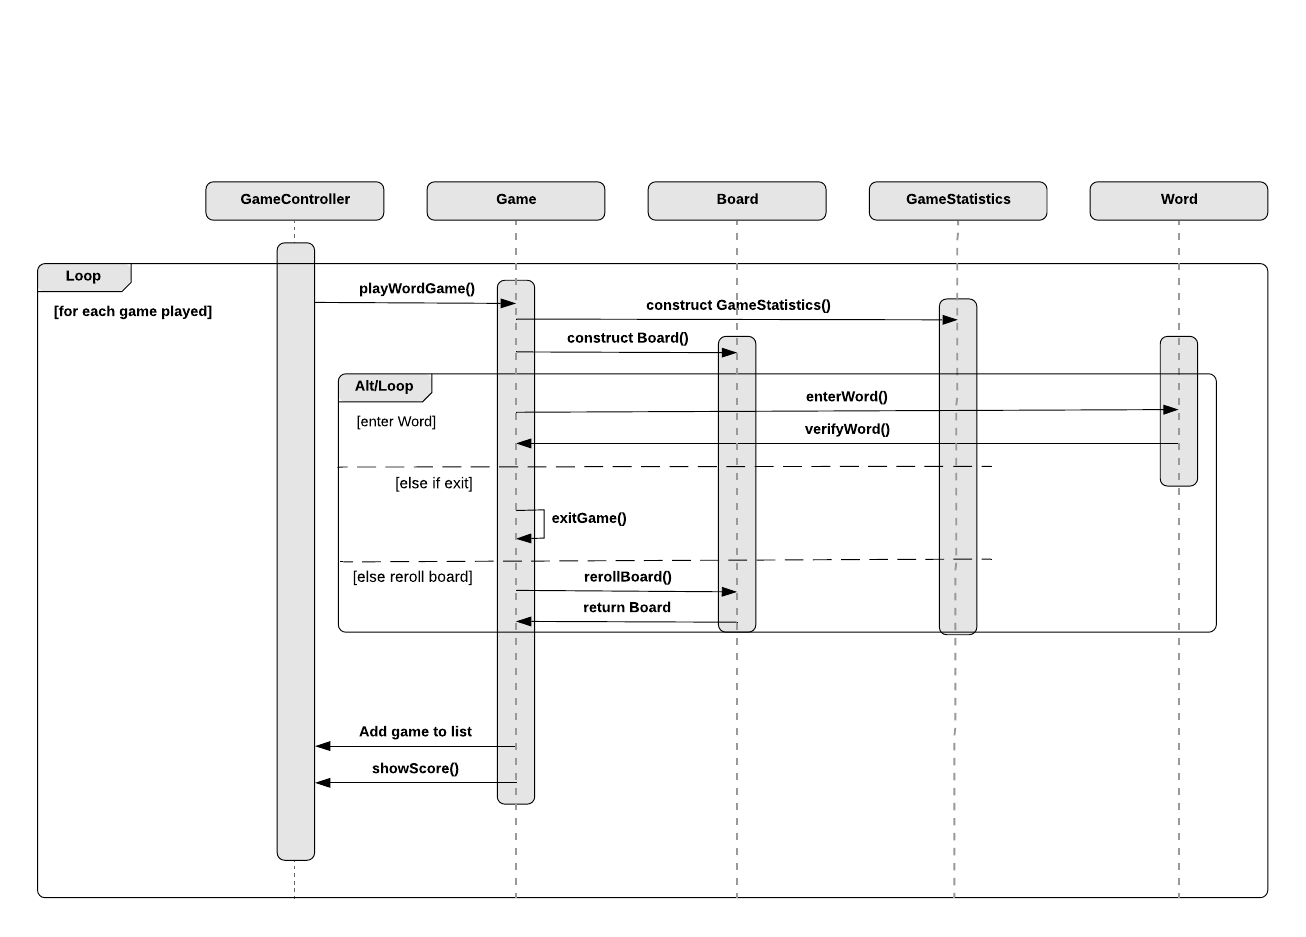 GameController
Game
Board
GameStatistics
Word
Loop
[for each game played]
playWordGame()
construct GameStatistics()
construct Board()
Alt/Loop
[enter Word]
enterWord()
verifyWord()
[else if exit]
exitGame()
[else reroll board]
rerollBoard()
return Board
Add game to list
showScore()